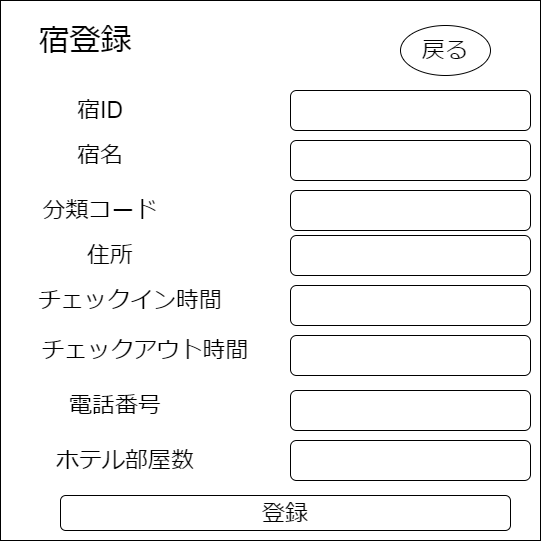 宿登録
戻る
宿ID
宿名
分類コード
住所
チェックイン時間
チェックアウト時間
電話番号
ホテル部屋数
登録